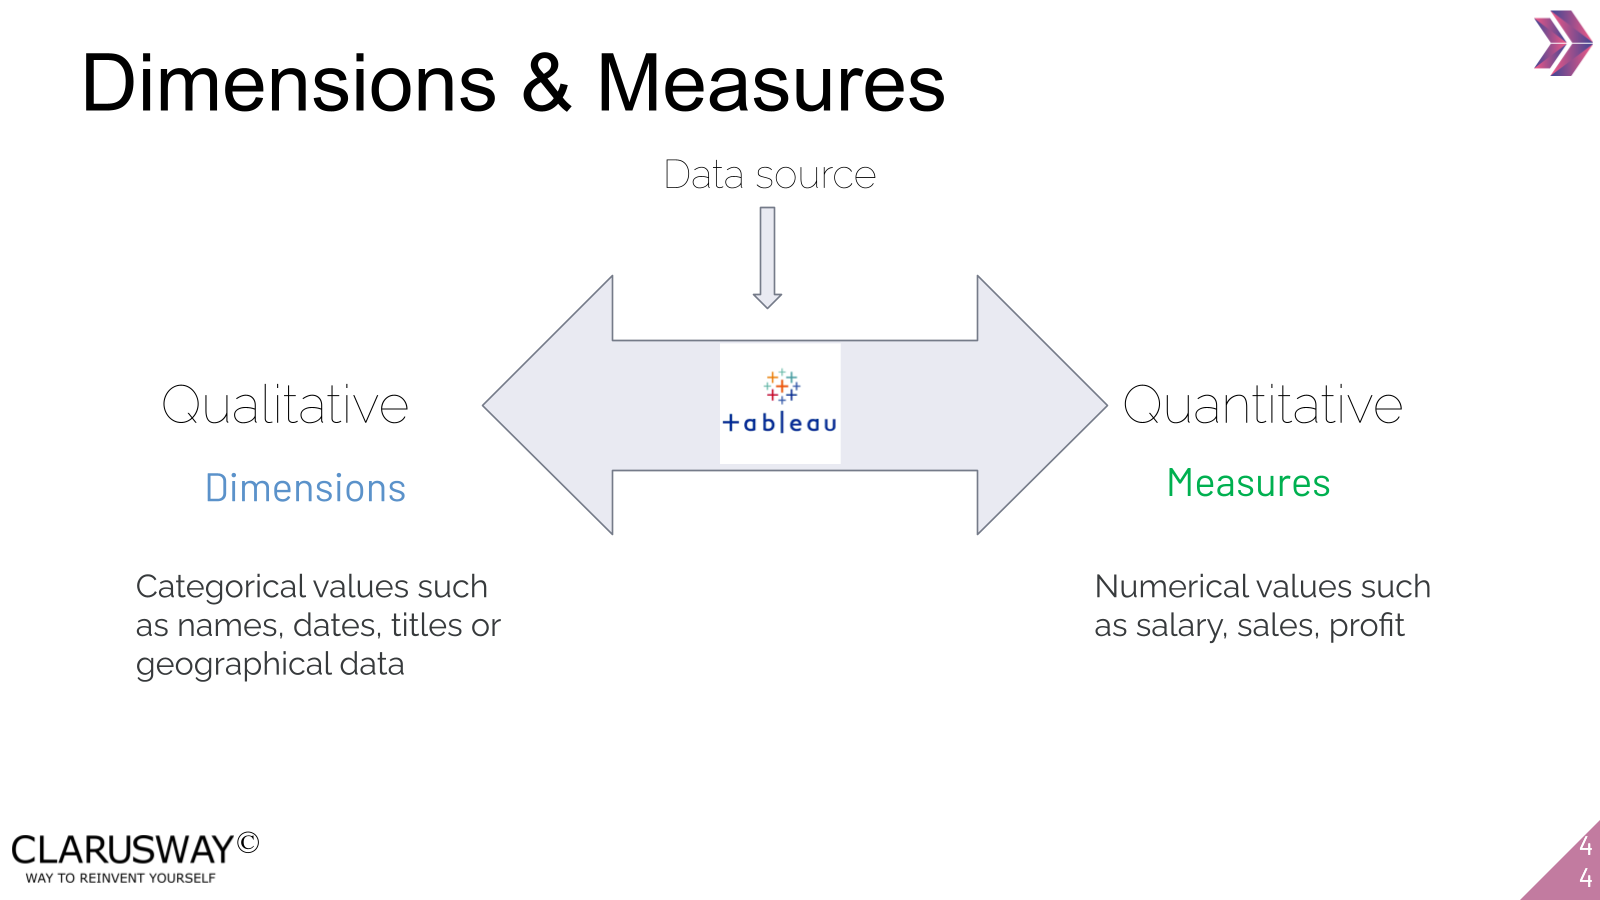 Dimensions & Measures
Data source
tableau
Qualitative
Dimensions
Categorical values such
as names, dates, titles or
geographical data
Quantitative
Measures
Numerical values such
as salary, sales, profit
CLARUSWAY©
WAY TO REINVENT YOURSELF
4
4